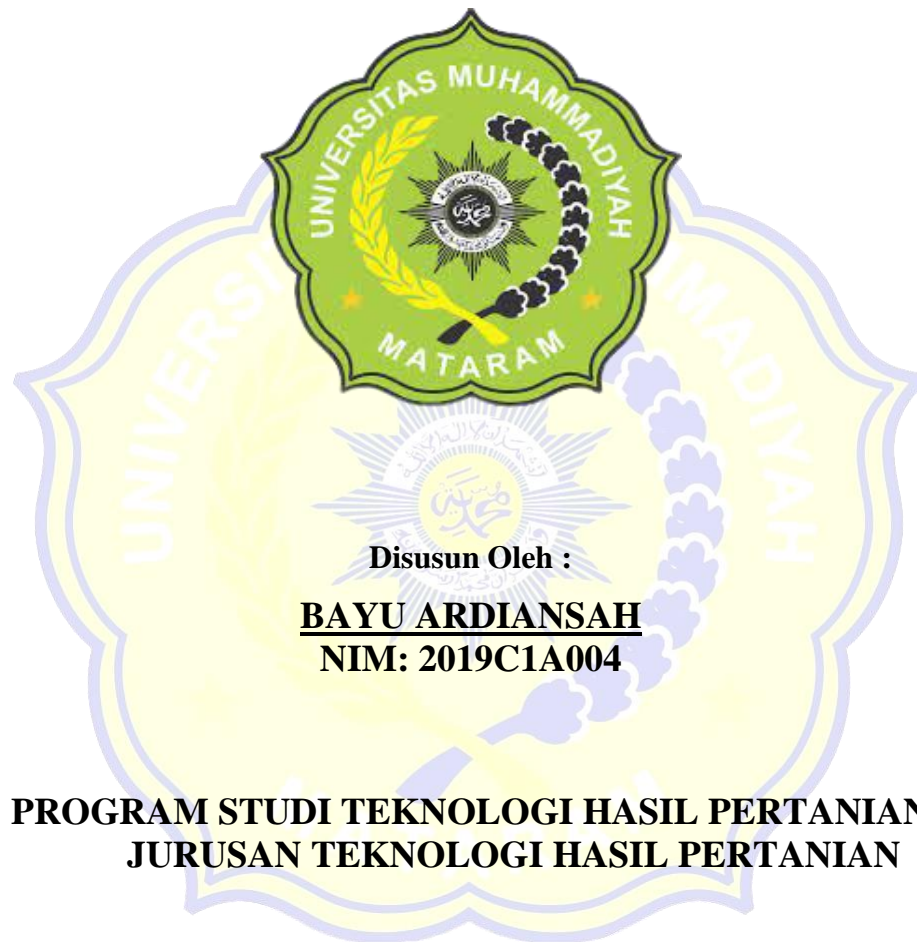 UNIVERSITAS MUHAMMADIYAH
MATARAM
Disusun Oleh :
BAYU ARDIANSAH
NIM: 2019C1A004
PROGRAM STUDI TEKNOLOGI HASIL PERTANIAN
JURUSAN TEKNOLOGI HASIL PERTANIAN